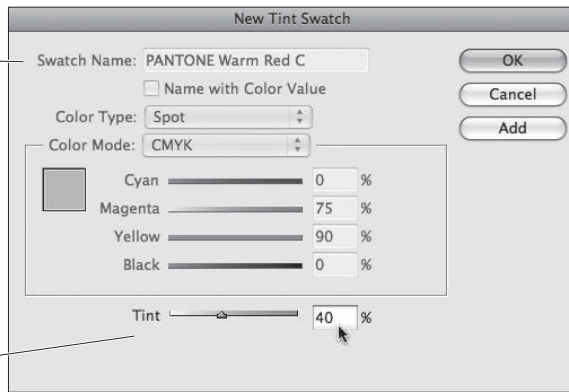 New Tint Swatch
Swatch Name: PANTONE Warm Red C
OK
Name with Color Value
Cancel
Color Type: Spot
Add
Color Mode: CMYK
Cyan 0 %
Magenta 75 %
Yellow 90 %
Black 0 %
Tint 40 %